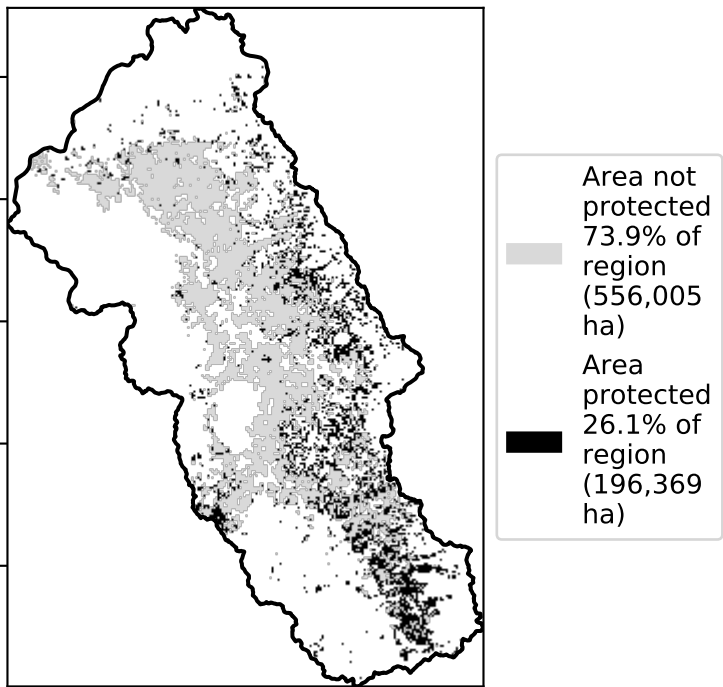 Area not
protected
73.9% of
region
(556,005
ha)
Area
protected
26.1% of
region
(196,369
ha)